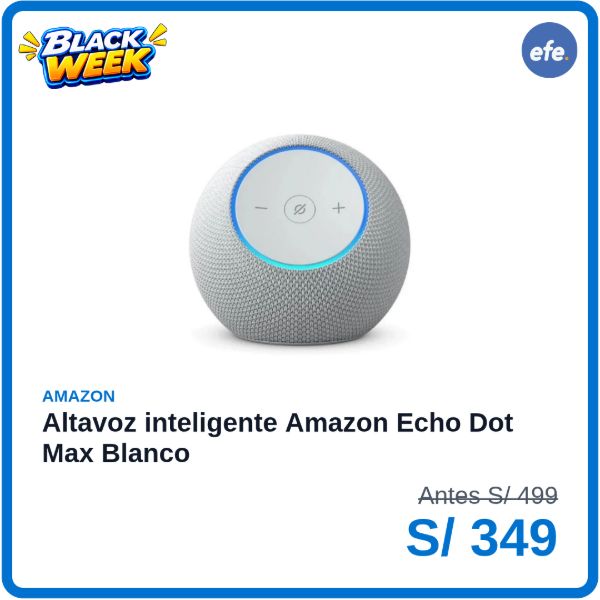 BLACK
WEEK
efe.
AMAZON
Altavoz inteligente Amazon Echo Dot
Max Blanco
Antes S/ 499
S/ 349